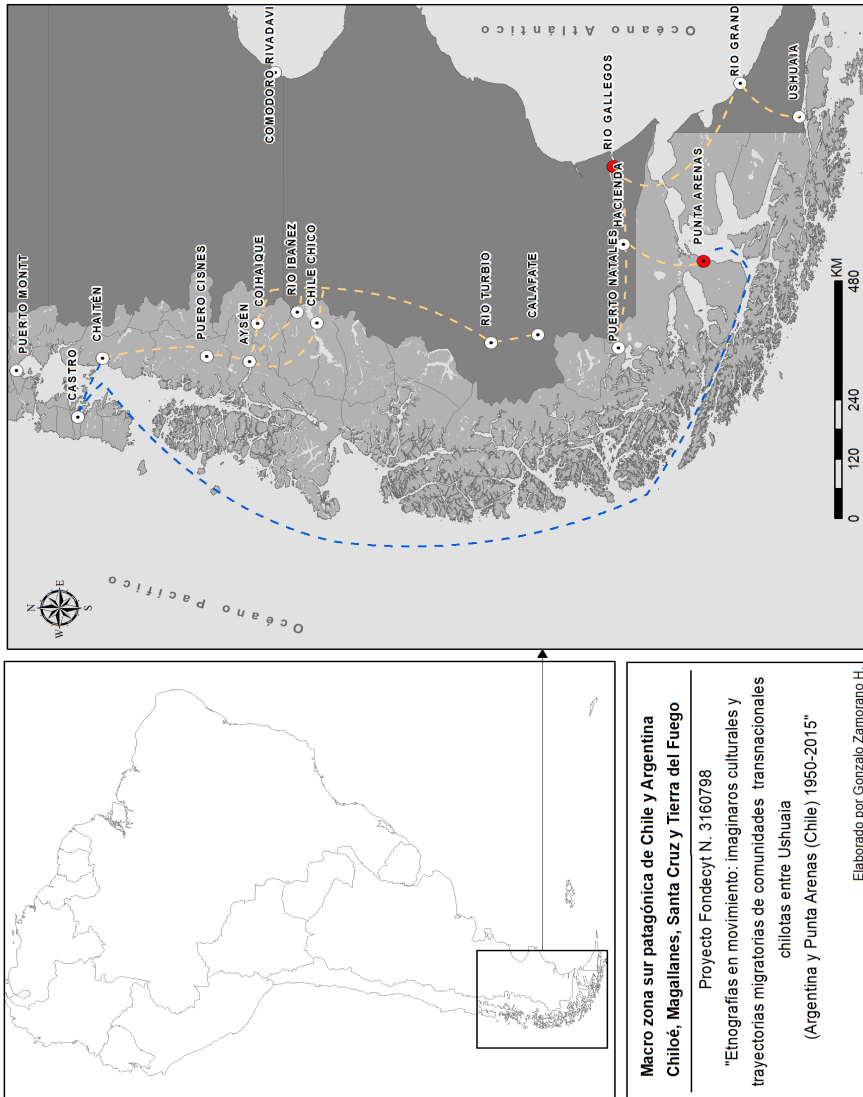 PUERTO MONTT
CASTRO
CHAITÉN
PUERO CISNES
AYSÉN
COIHAIQUE
RIO IBAÑEZ
CHILE CHICO
COMODORO RIVADAVI
RIO TURBIO
CALAFATE
PUERTO NATALES
HACIENDA
RIO GALLEGOS
PUNTA ARENAS
RIO GRAND
USHUAIA
Océano Atlántico
Océano Pacífico
N
E
S
W
0 120 240 480
KM
Macro zona sur patagónica de Chile y Argentina
Chiloé, Magallanes, Santa Cruz y Tierra del Fuego
Proyecto Fondecyt N. 3160798
"Etnografías en movimiento: imaginaros culturales y
trayectorias migratorias de comunidades transnacionales
chilotas entre Ushuaia
(Argentina y Punta Arenas (Chile) 1950-2015"
Elaborado por Gonzalo Zamorano H.